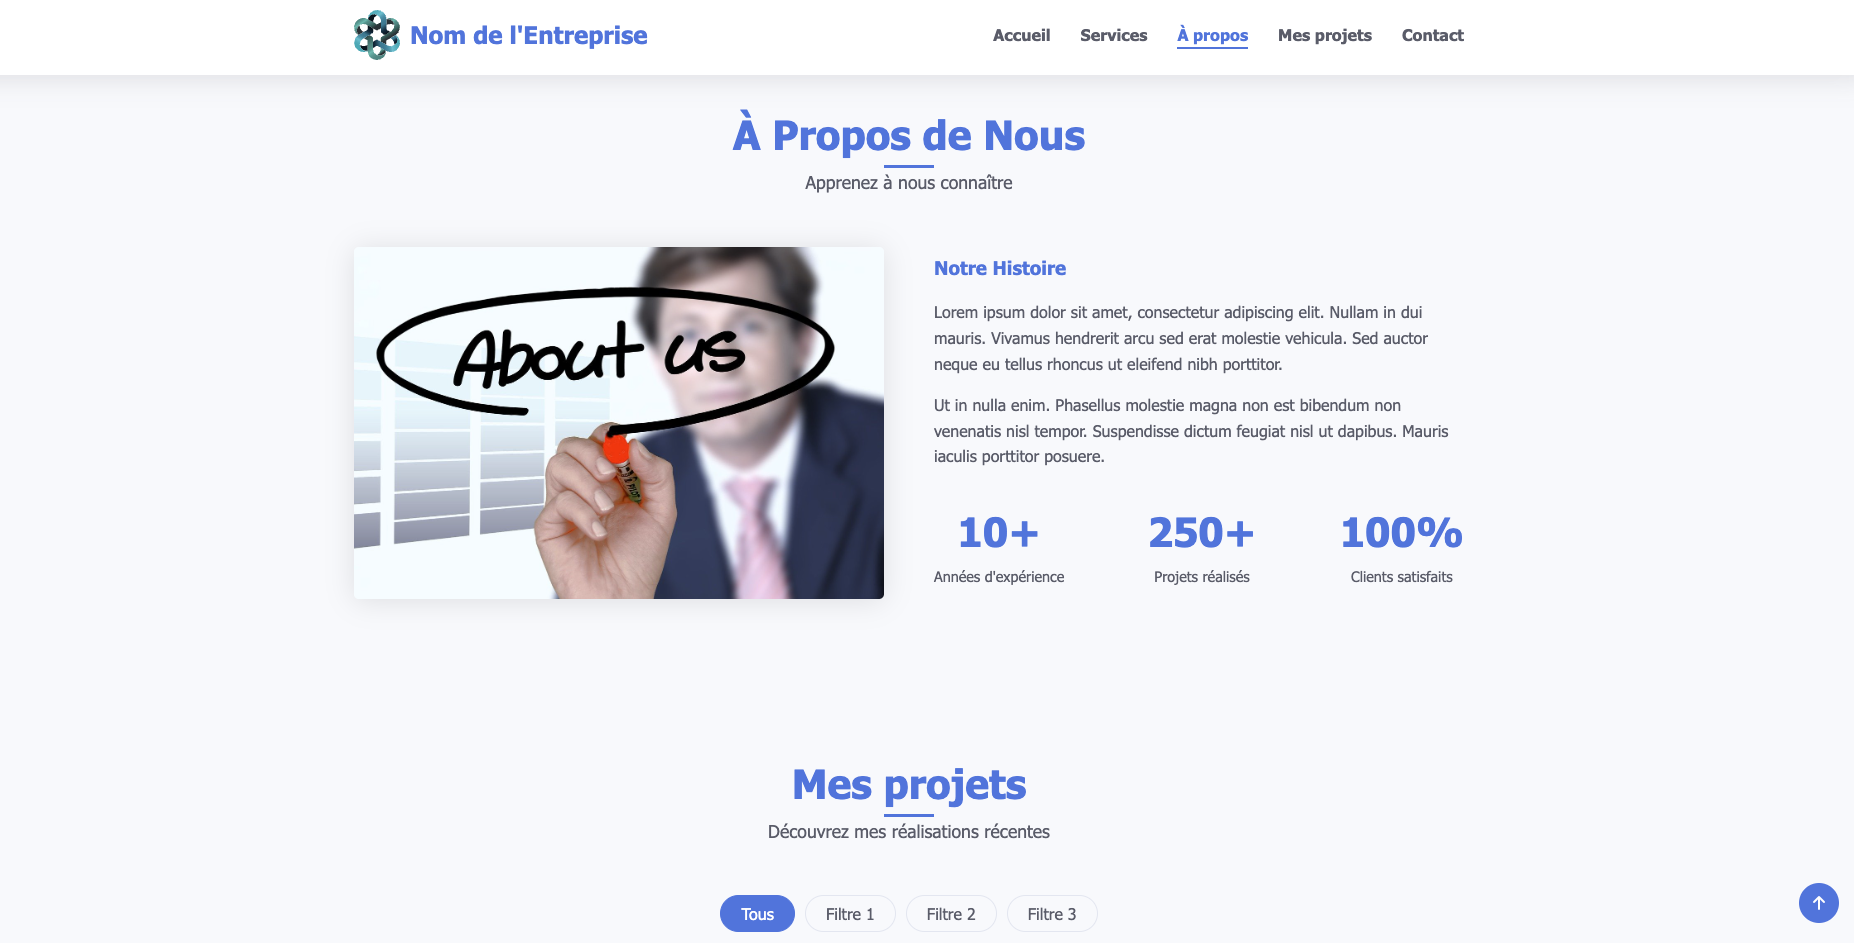 Nom de l'Entreprise
Accueil
Services
À propos
Mes projets
Contact
À Propos de Nous
Apprenez à nous connaître
About us
Notre Histoire
Lorem ipsum dolor sit amet, consectetur adipiscing elit. Nullam in dui
mauris. Vivamus hendrerit arcu sed erat molestie vehicula. Sed auctor
neque eu tellus rhoncus ut eleifend nibh porttitor.
Ut in nulla enim. Phasellus molestie magna non est bibendum non
venenatis nisl tempor. Suspendisse dictum feugiat nisl ut dapibus. Mauris
iaculis porttitor posuere.
10+
Années d'expérience
250+
Projets réalisés
100%
Clients satisfaits
Mes projets
Découvrez mes réalisations récentes
Tous
Filtre 1
Filtre 2
Filtre 3